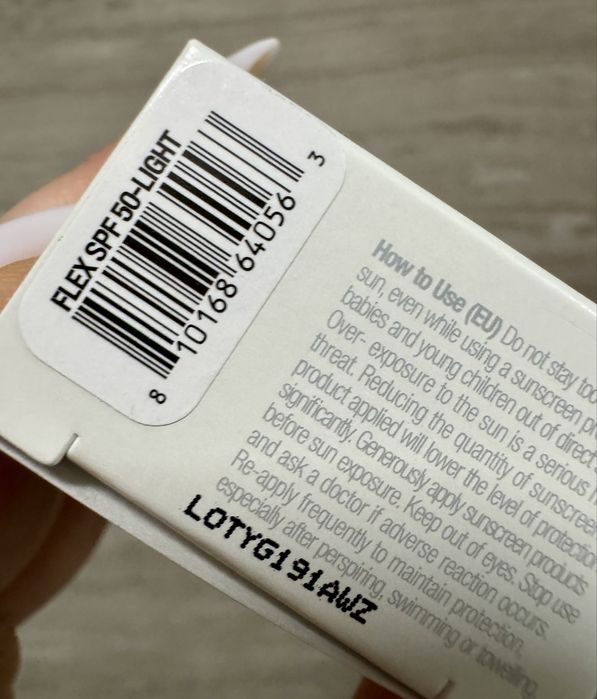 FLEX SPF 50-LIGHT
8 10168 64056 3
How to Use (EU) Do not stay too
sun, even while using a sunscreen
babies and young children out of direct
Over- exposure to the sun is a serious
threat. Reducing the quantity of sunscreen
product applied will lower the level of protection
significantly. Generously apply sunscreen products
before sun exposure. Keep out of eyes. Stop use
and ask a doctor if adverse reaction occurs.
Re-apply frequently to maintain protection,
especially after perspiring, swimming or towelling
LOTYG191AWZ